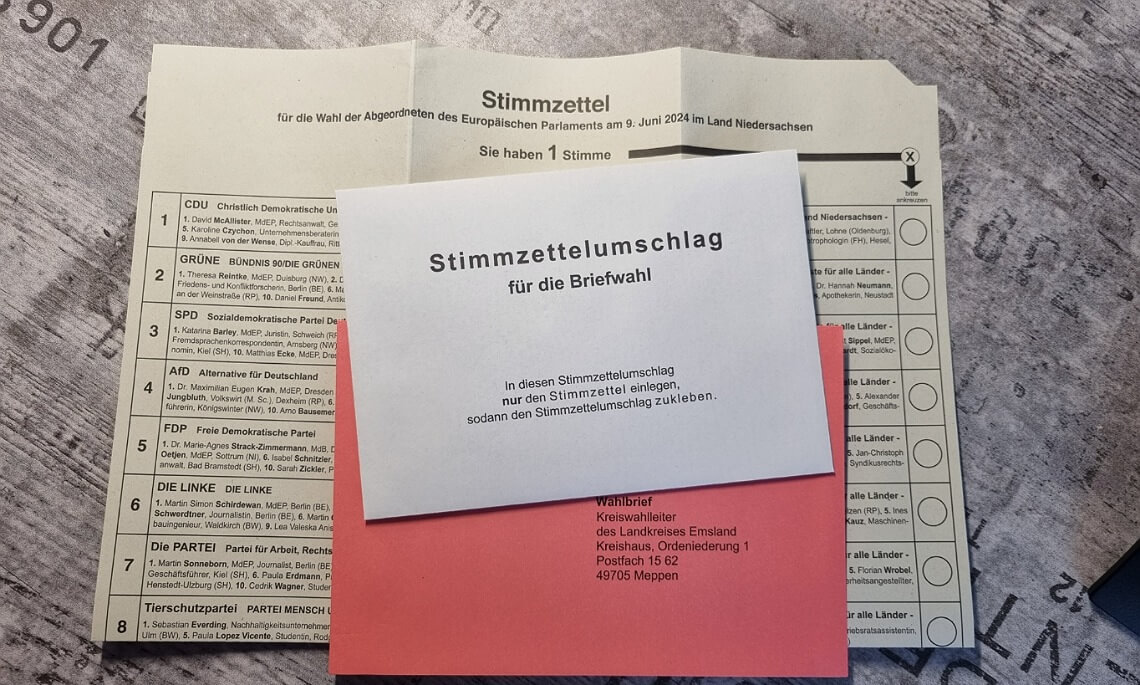 901
Stimmzettel
für die Wahl der Abgeordneten des Europäischen Parlaments am 9. Juni 2024 im Land Niedersachsen
Sie haben 1 Stimme
X
bitte
ankreuzen
1
CDU Christlich Demokratische
1. David McAllister, MdEP, Rechtsanwalt,
5. Karoline Czychon, Unternehmensberaterin
9. Annabell von der Wense, Dipl.-Kauffrau,
Niedersachsen -
Lohne (Oldenburg),
(FH), Hesel,
2
GRÜNE BÜNDNIS 90/DIE GRÜNEN
1. Theresa Reintke, MdEP, Duisburg (NW), 2.
Friedens- und Konfliktforscherin, Berlin (BE), 6.
an der Weinstraße (RP), 10. Daniel Freund,
für alle Länder -
Dr. Hannah Neumann,
Apothekerin, Neustadt
3
SPD Sozialdemokratische Partei
1. Katarina Barley, MdEP, Juristin, Schweich
Fremdsprachenkorrespondentin, Arnsberg (NW)
nomin, Kiel (SH), 10. Matthias Ecke, MdEP,
alle Länder -
Sippel, MdEP,
Sozialöko-
4
AfD Alternative für Deutschland
1. Dr. Maximilian Eugen Krah, MdEP, Dresden
Jungbluth, Volkswirt (M. Sc.), Dexheim (RP), 6.
führerin, Königswinter (NW), 10. Arno
alle Länder -
5. Alexander
Geschäfts-
5
FDP Freie Demokratische Partei
1. Dr. Marie-Agnes Strack-Zimmermann, MdB,
Oetjen, MdEP, Sottrum (NI), 6. Isabel Schnitzler,
anwalt, Bad Bramstedt (SH), 10. Sarah Zickler,
alle Länder -
5. Jan-Christoph
Syndikusrechts-
6
DIE LINKE DIE LINKE
1. Martin Simon Schirdewan, MdEP, Berlin (BE),
Schwerdtner, Journalistin, Berlin (BE), 6. Martin
bauingenieur, Waldkirch (BW), 9. Lea Valeska
alle Länder -
(RP), 5. Ines
Kauz, Maschinen-
7
Die PARTEI Partei für Arbeit,
1. Martin Sonneborn, MdEP, Journalist, Berlin (BE)
Geschäftsführer, Kiel (SH), 6. Paula Erdmann,
Henstedt-Ulzburg (SH), 10. Cedrik Wagner,
alle Länder -
5. Florian Wrobel,
8
Tierschutzpartei PARTEI MENSCH
1. Sebastian Everding, Nachhaltigkeitsunternehmer
Ulm (BW), 5. Paula Lopez Vicente, Studentin,
für alle Länder -
Stimmzettelumschlag
für die Briefwahl
In diesen Stimmzettelumschlag
nur den Stimmzettel einlegen,
sodann den Stimmzettelumschlag zukleben.
Wahlbrief
Kreiswahlleiter
des Landkreises Emsland
Kreishaus, Ordeniederung 1
Postfach 15 62
49705 Meppen